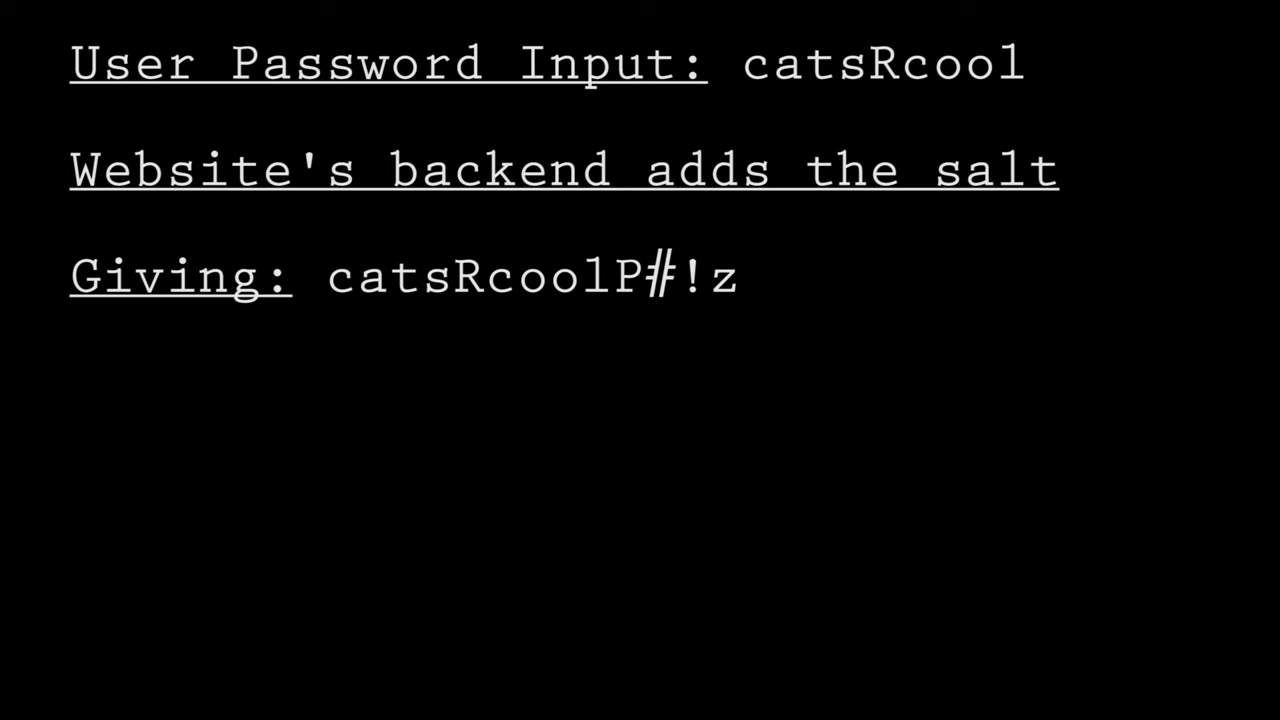 User Password Input: catsRcool
Website's backend adds the salt
Giving: catsRcoolP#!z